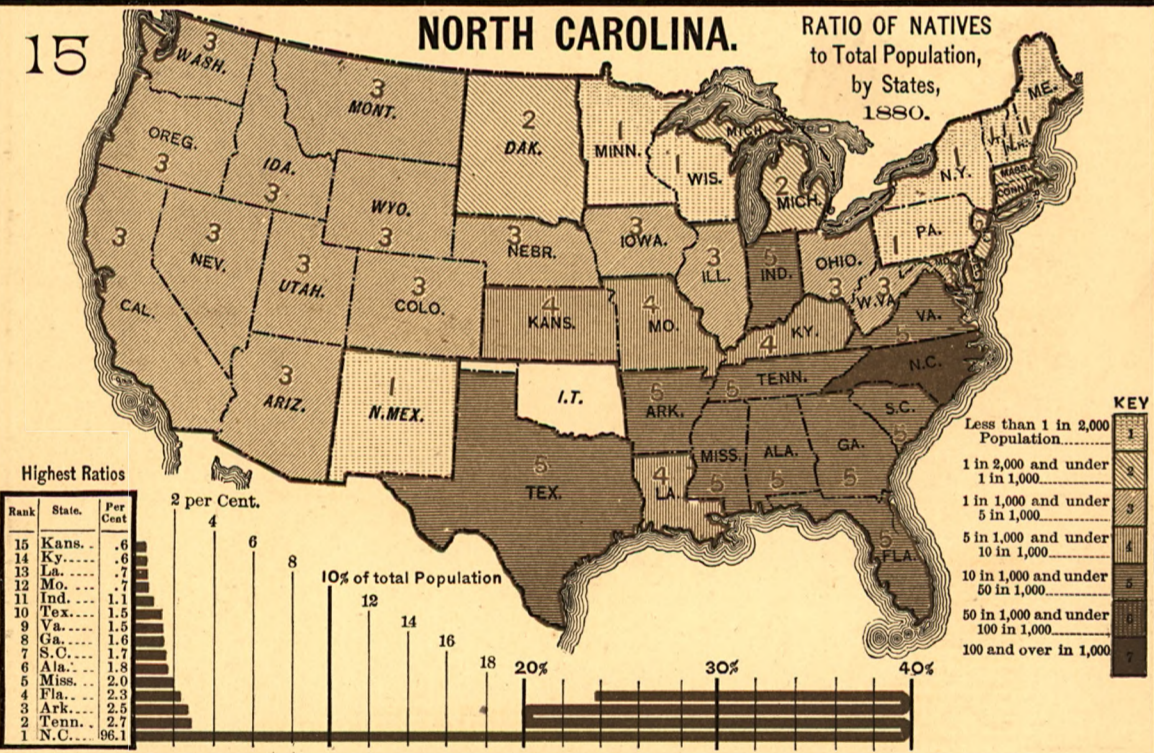 15
NORTH CAROLINA.
RATIO OF NATIVES
to Total Population,
by States,
1880.
3
WASH.
3
MONT.
2
DAK.
1
MINN.
MICH.
ME.
OREG.
3
IDA.
3
WYO.
3
1
WIS.
2
MICH.
1
N.Y.
VT.
MASS.
CONN.
1
PA.
3
CAL.
3
NEV.
3
UTAH.
3
COLO.
3
NEBR.
3
IOWA.
3
ILL.
5
IND.
OHIO.
3
3
W.VA.
MD.
4
KANS.
4
MO.
4
KY.
VA.
5
N.C.
3
ARIZ.
1
N.MEX.
I.T.
5
ARK.
5
TENN.
S.C.
5
5
TEX.
4
LA.
MISS.
5
ALA.
5
GA.
5
5
FLA.
KEY
Less than 1 in 2,000
Population
1
1 in 2,000 and under
1 in 1,000
2
1 in 1,000 and under
5 in 1,000
3
5 in 1,000 and under
10 in 1,000
4
10 in 1,000 and under
50 in 1,000
5
50 in 1,000 and under
100 in 1,000
6
100 and over in 1,000
7
Highest Ratios
Rank State. Per Cent
15 Kans. .6
14 Ky. .6
13 La. .7
12 Mo. .7
11 Ind. 1.1
10 Tex. 1.5
9 Va. 1.5
8 Ga. 1.6
7 S.C. 1.7
6 Ala. 1.8
5 Miss. 2.0
4 Fla. 2.3
3 Ark. 2.5
2 Tenn. 2.7
1 N.C. 96.1
2 per Cent.
4
6
8
10% of total Population
12
14
16
18
20%
30%
40%